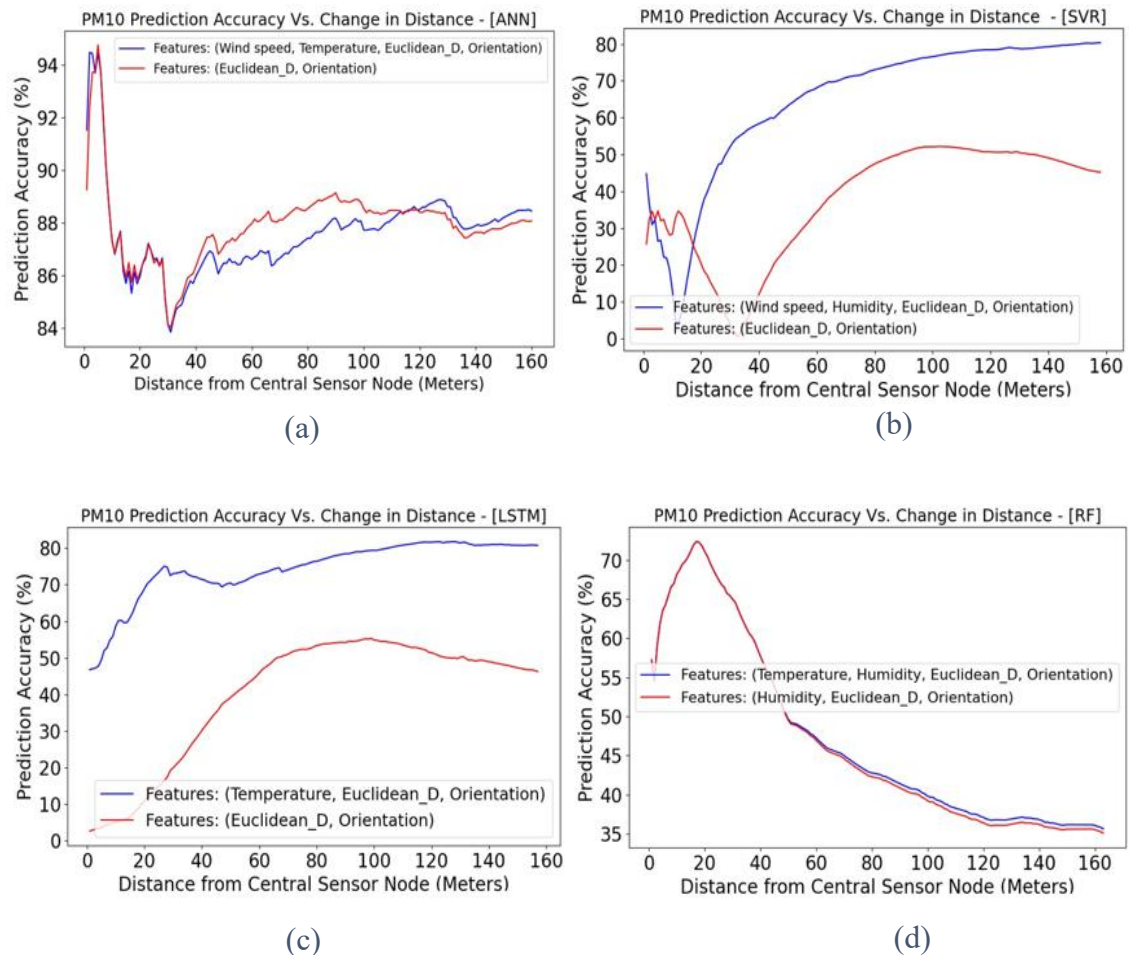 PM10 Prediction Accuracy Vs. Change in Distance - [ANN]
Prediction Accuracy (%)
94
92
90
88
86
84
Features: (Wind speed, Temperature, Euclidean_D, Orientation)
Features: (Euclidean_D, Orientation)
0 20 40 60 80 100 120 140 160
Distance from Central Sensor Node (Meters)
(a)
PM10 Prediction Accuracy Vs. Change in Distance - [SVR]
Prediction Accuracy (%)
80
70
60
50
40
30
20
10
0
Features: (Wind speed, Humidity, Euclidean_D, Orientation)
Features: (Euclidean_D, Orientation)
0 20 40 60 80 100 120 140 160
Distance from Central Sensor Node (Meters)
(b)
PM10 Prediction Accuracy Vs. Change in Distance - [LSTM]
Prediction Accuracy (%)
80
70
60
50
40
30
20
10
0
Features: (Temperature, Euclidean_D, Orientation)
Features: (Euclidean_D, Orientation)
0 20 40 60 80 100 120 140 160
Distance from Central Sensor Node (Meters)
(c)
PM10 Prediction Accuracy Vs. Change in Distance - [RF]
Prediction Accuracy (%)
70
65
60
55
50
45
40
35
Features: (Temperature, Humidity, Euclidean_D, Orientation)
Features: (Humidity, Euclidean_D, Orientation)
0 20 40 60 80 100 120 140 160
Distance from Central Sensor Node (Meters)
(d)